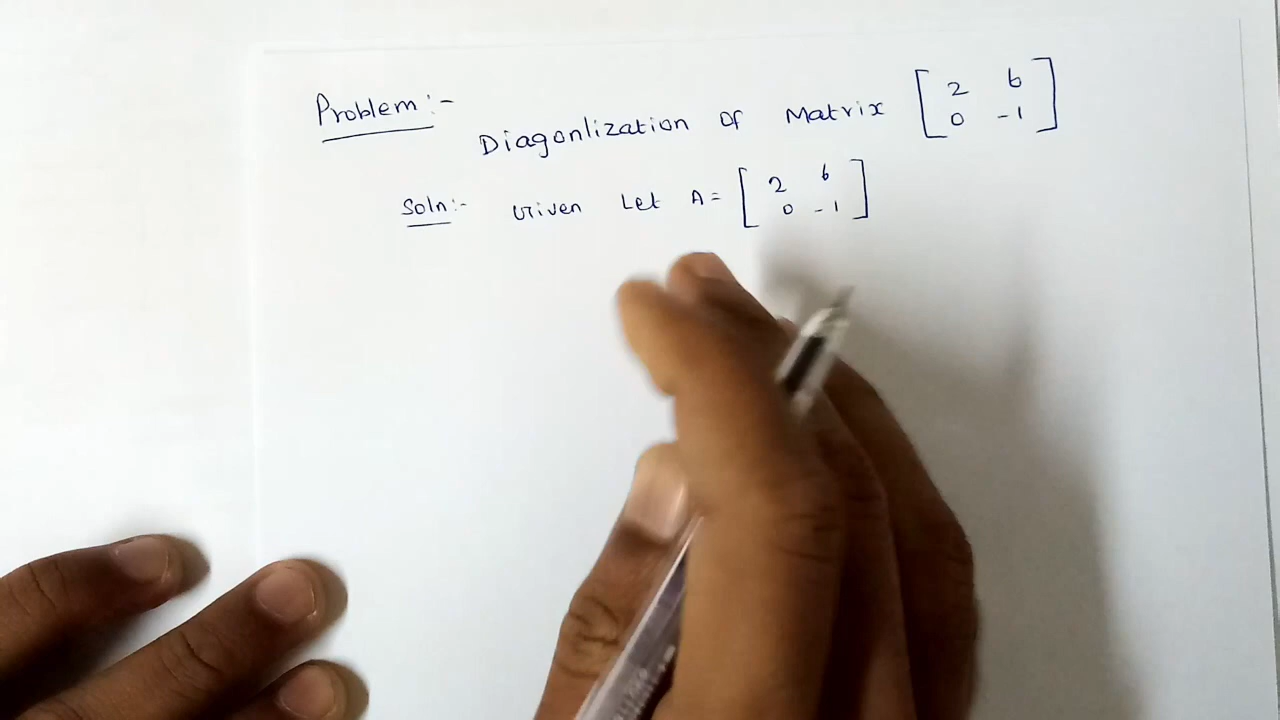 Problem:-
Diagonlization Of Matrix [2 6
0 -1]
Soln:- Given Let A= [2 6
0 -1]